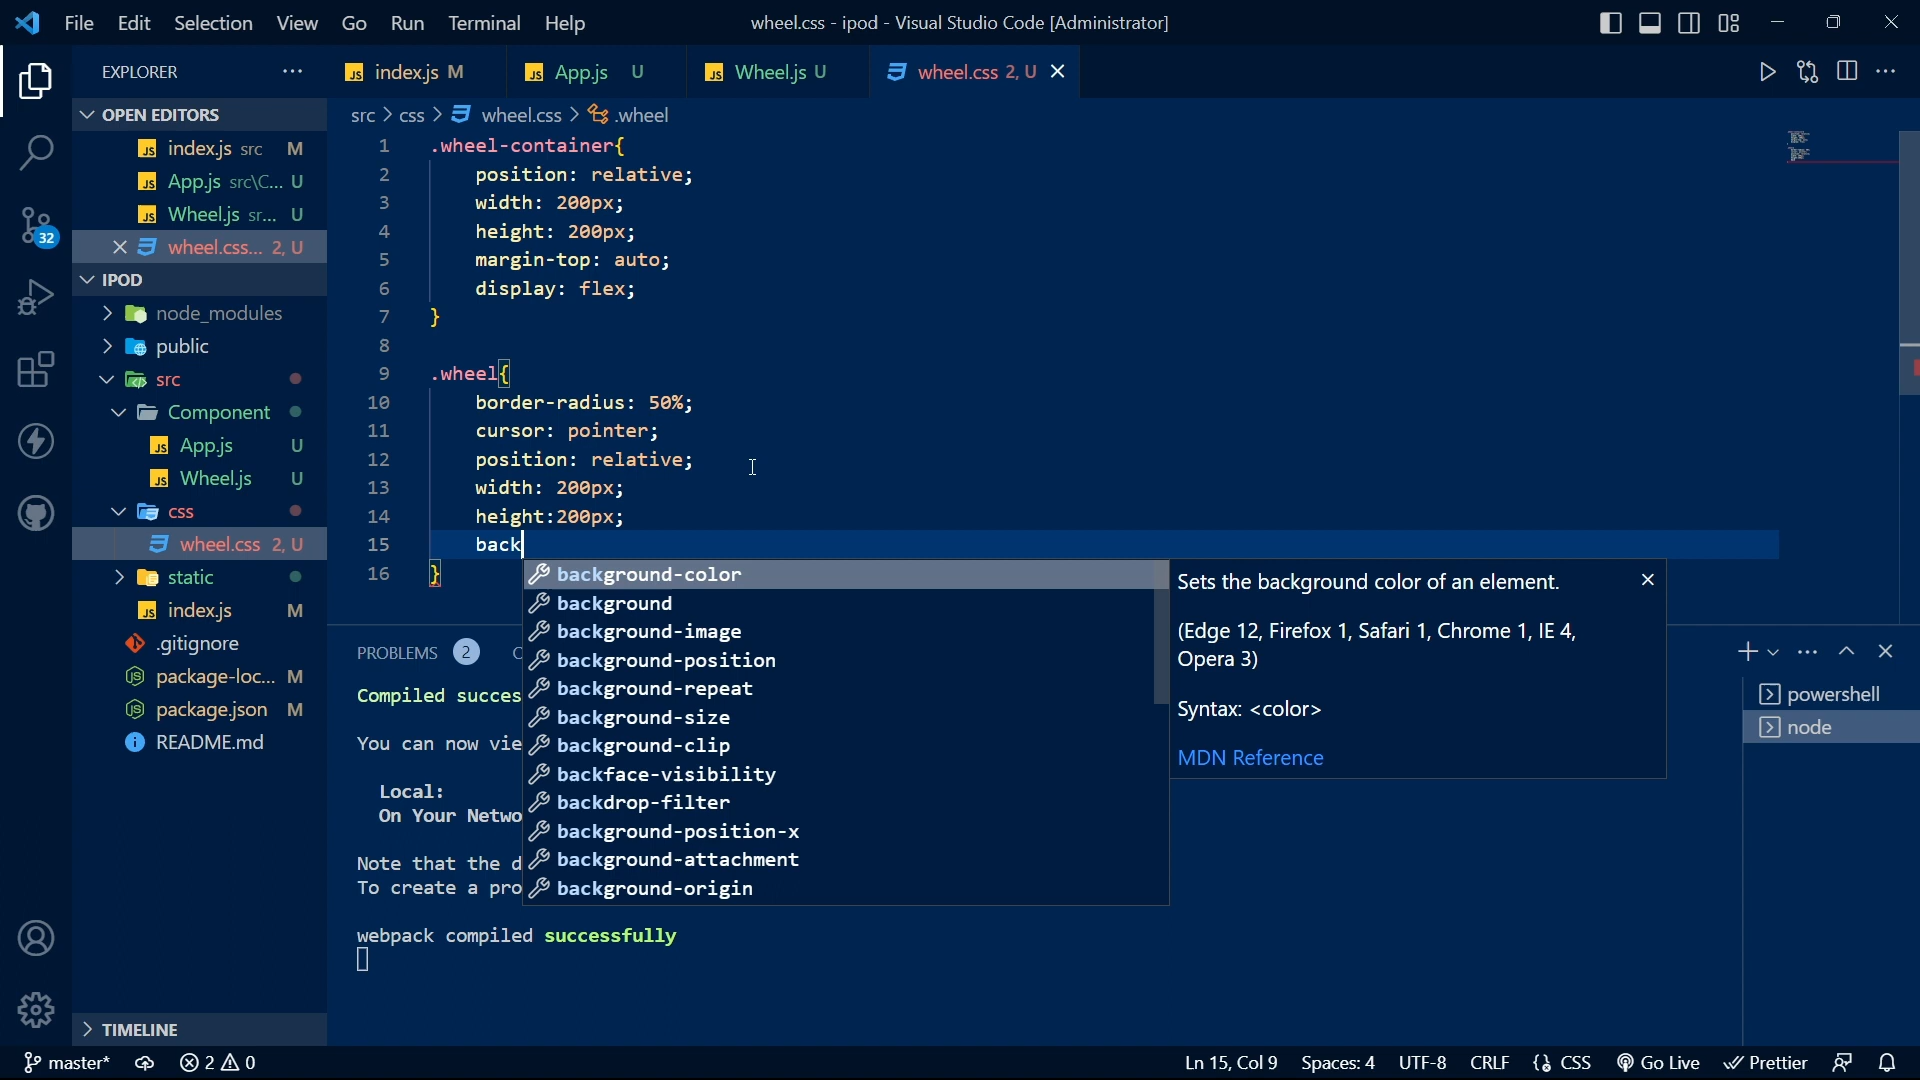 File Edit Selection View Go Run Terminal Help wheel.css - ipod - Visual Studio Code [Administrator]
EXPLORER ···
index.js M App.js U Wheel.js U wheel.css 2, U
OPEN EDITORS
index.js src M
App.js src\C... U
Wheel.js sr... U
wheel.css... 2, U
IPOD
node_modules
public
src
Component
App.js U
Wheel.js U
css
wheel.css 2, U
static
index.js M
.gitignore
package-loc... M
package.json M
README.md
TIMELINE
32
src > css > wheel.css > .wheel
1 .wheel-container{
2 position: relative;
3 width: 200px;
4 height: 200px;
5 margin-top: auto;
6 display: flex;
7 }
8
9 .wheel{
10 border-radius: 50%;
11 cursor: pointer;
12 position: relative;
13 width: 200px;
14 height:200px;
15 back
16 }
background-color
background
background-image
background-position
background-repeat
background-size
background-clip
backface-visibility
backdrop-filter
background-position-x
background-attachment
background-origin
Sets the background color of an element.
(Edge 12, Firefox 1, Safari 1, Chrome 1, IE 4,
Opera 3)
Syntax: <color>
MDN Reference
PROBLEMS 2
Compiled succes
You can now vie
Local:
On Your Netwo
Note that the d
To create a pro
webpack compiled successfully
powershell
node
master* 2 0 Ln 15, Col 9 Spaces: 4 UTF-8 CRLF CSS Go Live Prettier